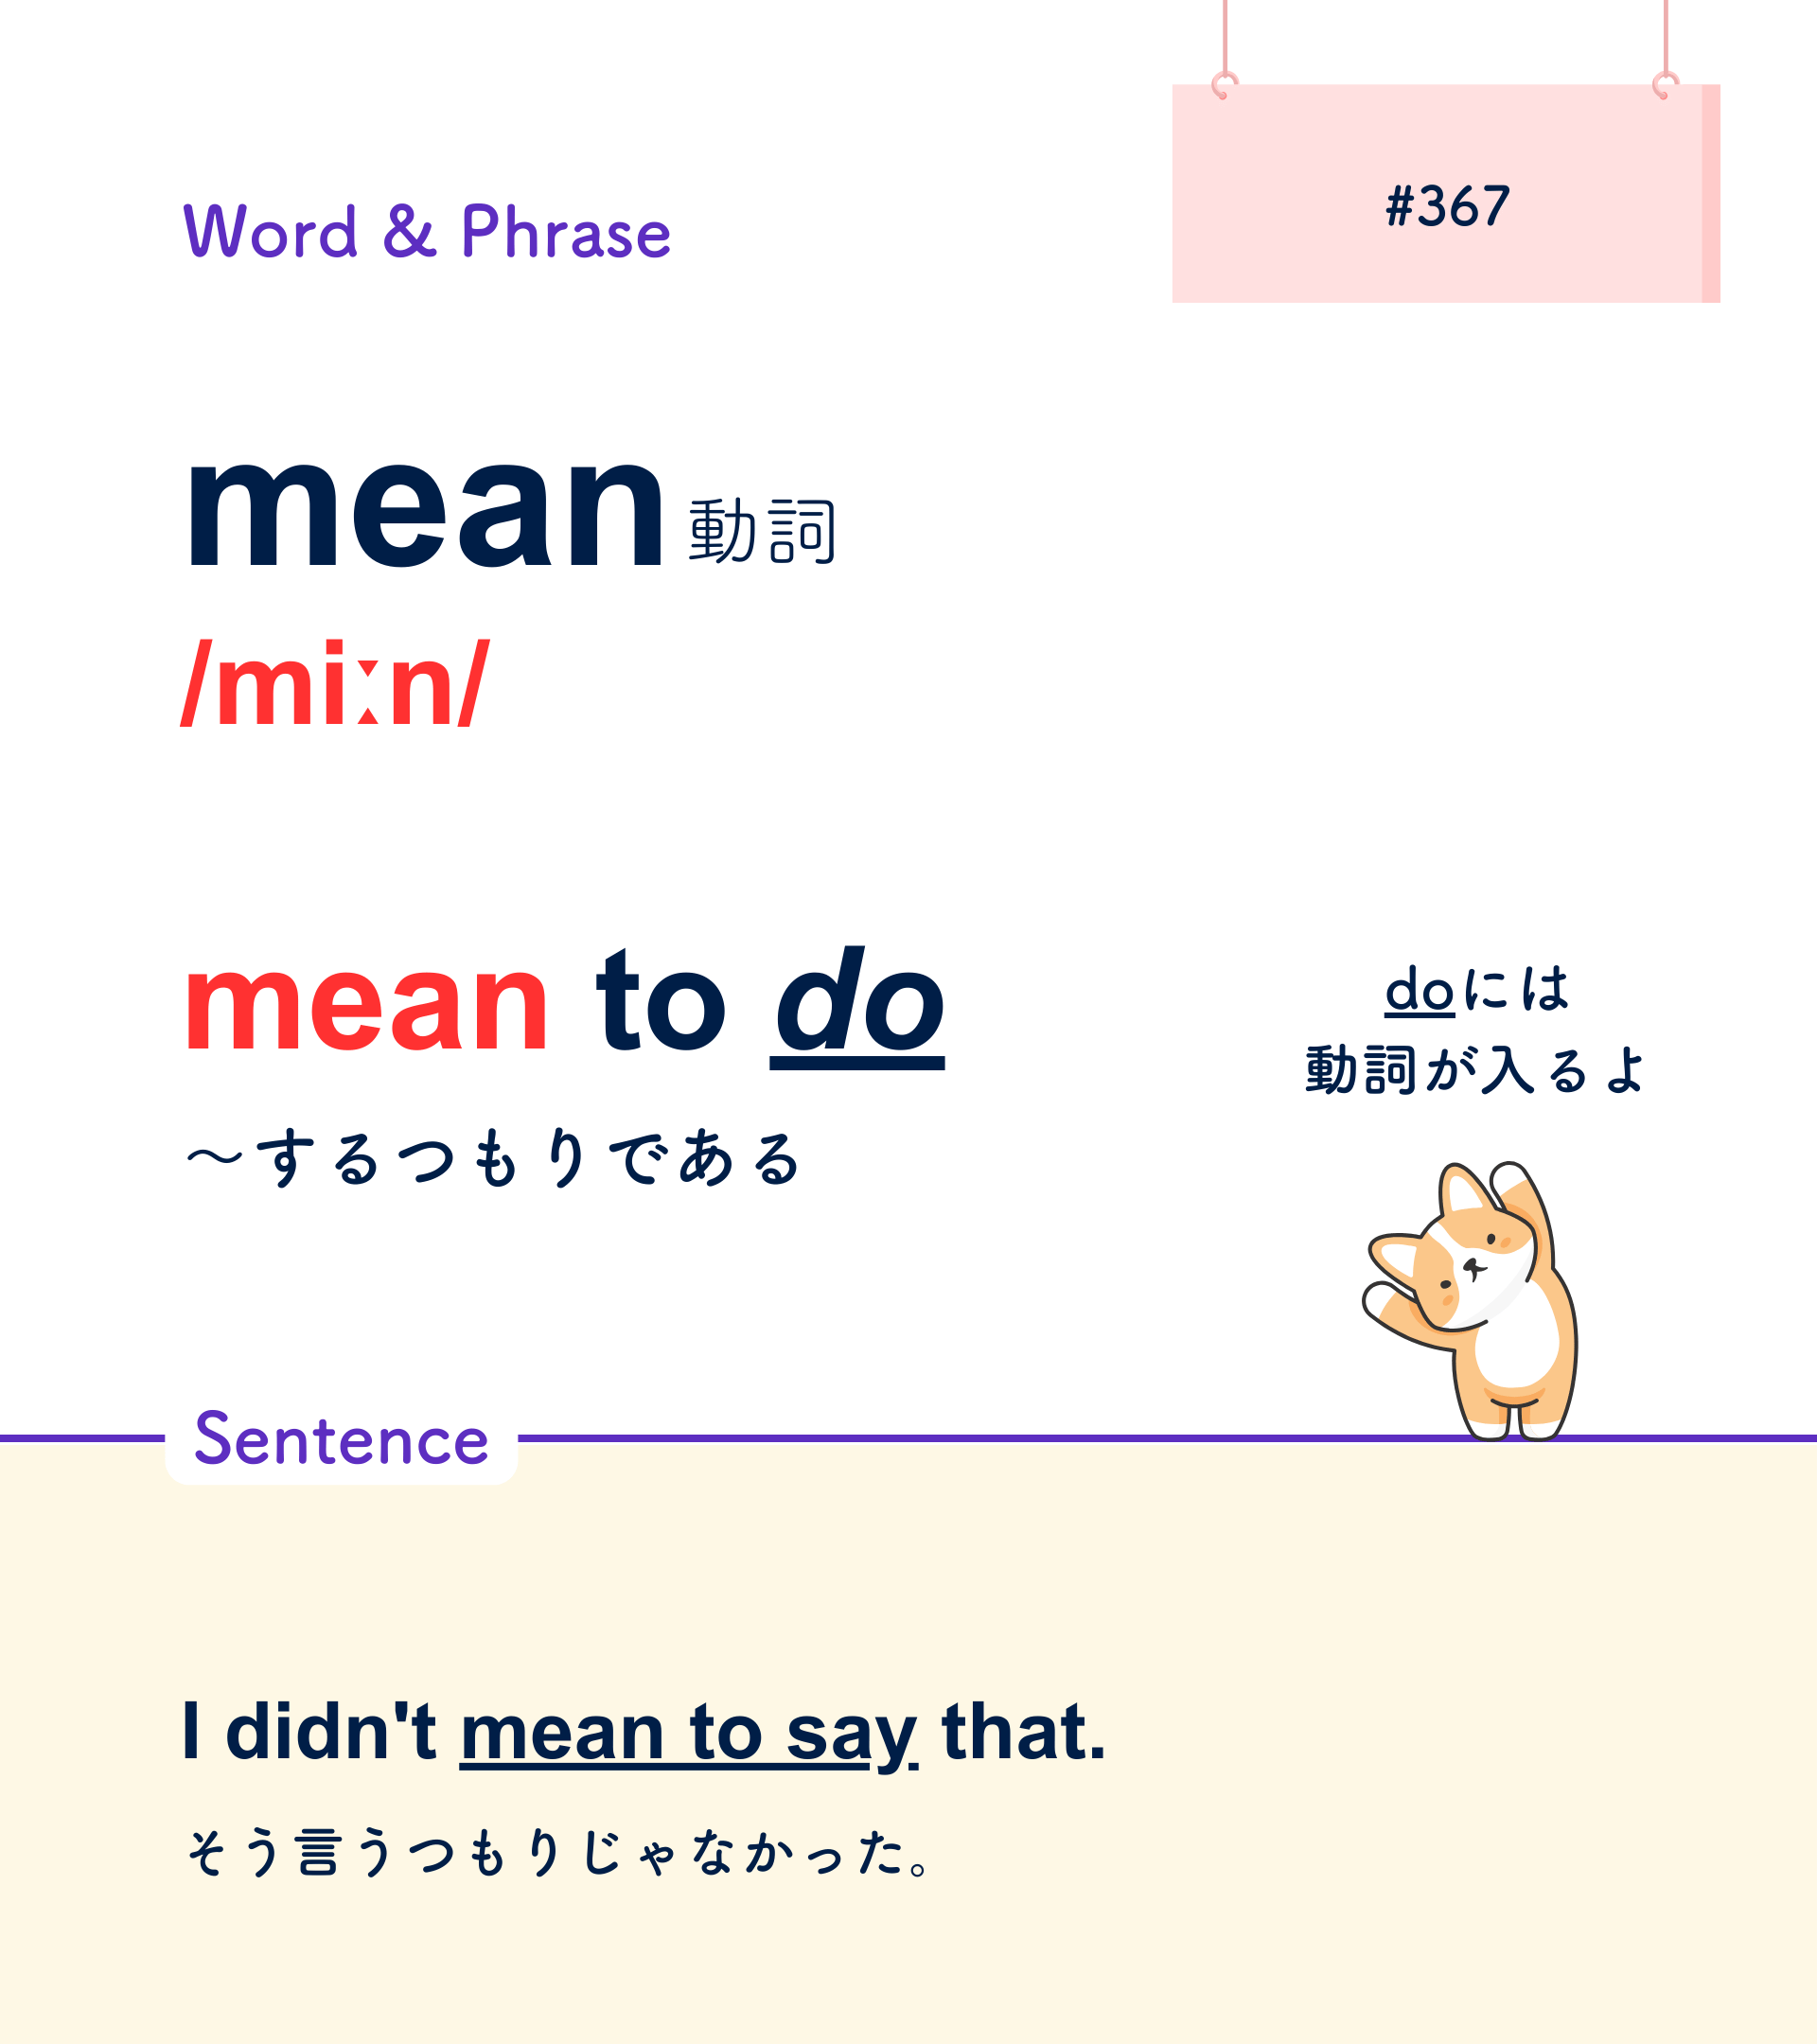 #367
Word & Phrase
mean 動詞
/miːn/
mean to do
～するつもりである
doには
動詞が入るよ
Sentence
I didn't mean to say that.
そう言うつもりじゃなかった。